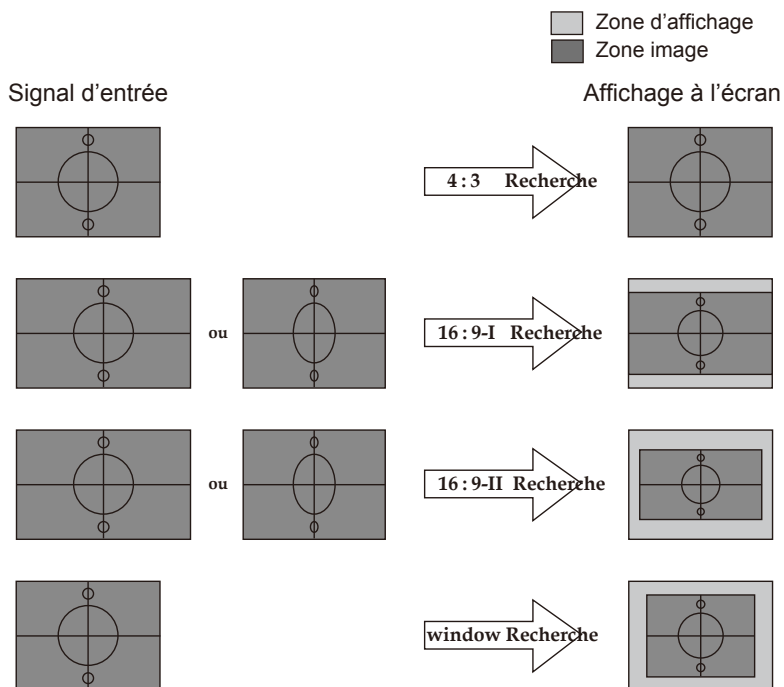 Zone d'affichage
Zone image
Signal d'entrée
Affichage à l'écran
4 : 3 Recherche
ou
16 : 9-I Recherche
ou
16 : 9-II Recherche
window Recherche